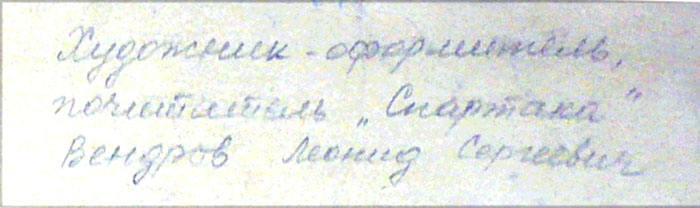 Художник-оформитель,
почитатель „Спартака"
Вендров Леонид Сергеевич